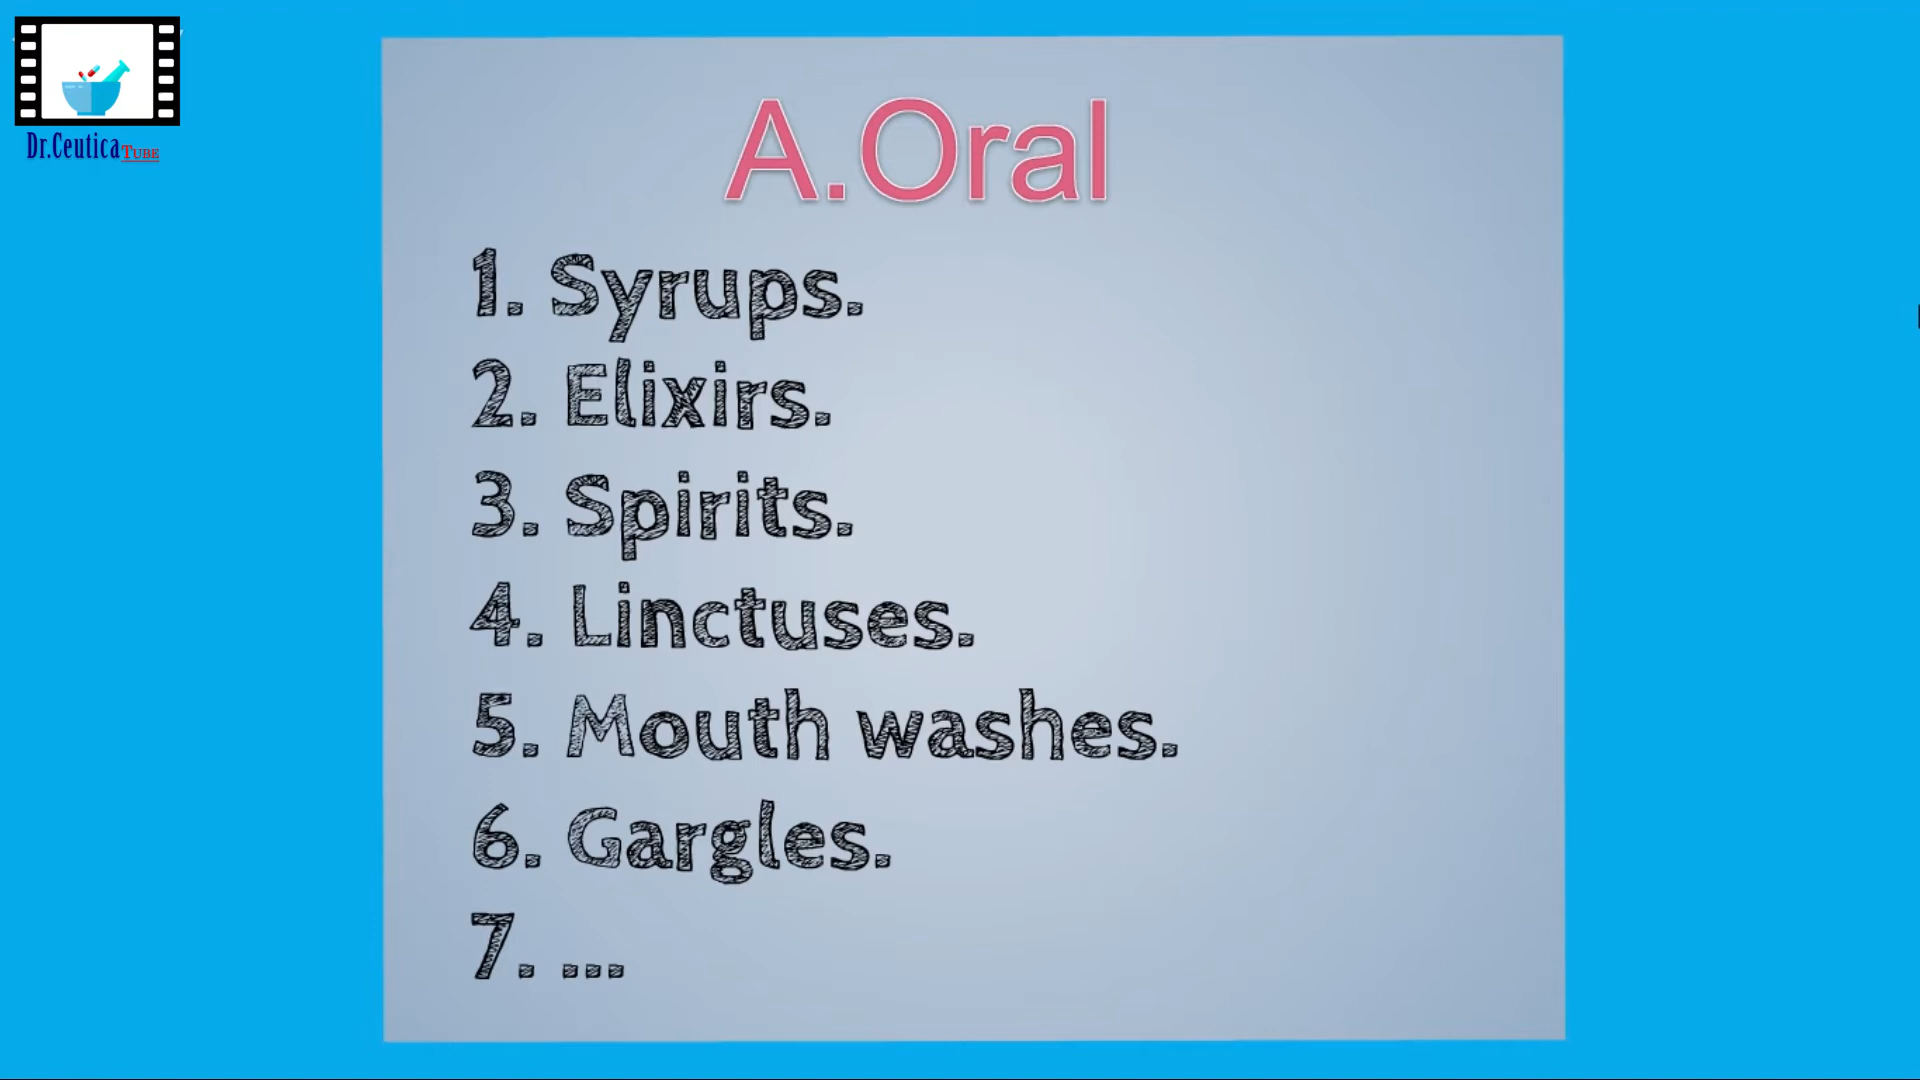 Dr.Ceutica TUBE
A.Oral
1. Syrups.
2. Elixirs.
3. Spirits.
4. Linctuses.
5. Mouth washes.
6. Gargles.
7. ...